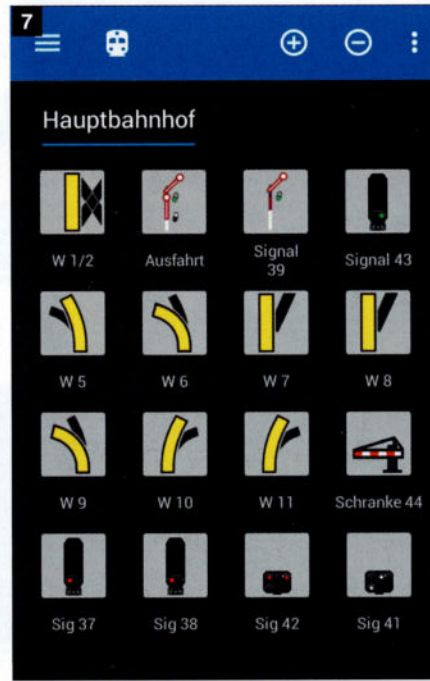 7
Hauptbahnhof
W 1/2 Ausfahrt Signal 39 Signal 43
W 5 W 6 W 7 W 8
W 9 W 10 W 11 Schranke 44
Sig 37 Sig 38 Sig 42 Sig 41